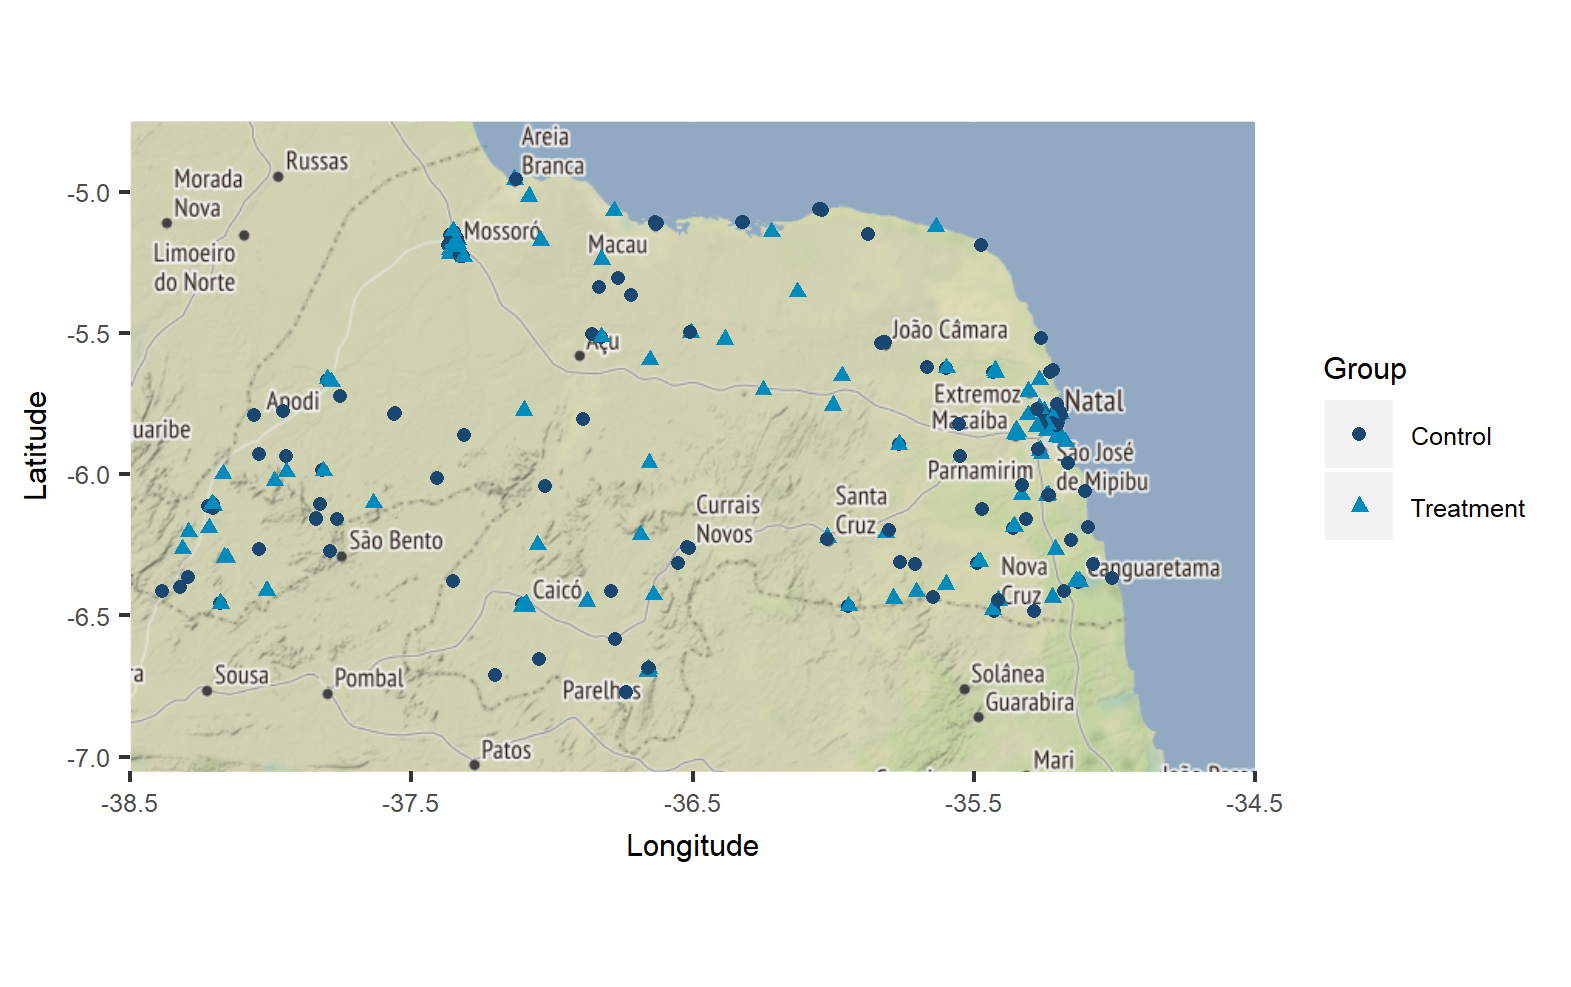 Areia
Branca
Russas
Morada
Nova
Limoeiro
do Norte
Mossoró
Macau
Açu
João Câmara
Extremoz
Natal
Macaíba
Apodi
uaribe
São José
de Mipibu
Parnamirim
Santa
Cruz
Currais
Novos
São Bento
Nova
Cruz
Canguaretama
Caicó
Sousa
Pombal
Parelhas
Solânea
Guarabira
Patos
Mari
-5.0
-5.5
-6.0
-6.5
-7.0
Latitude
-38.5
-37.5
-36.5
-35.5
-34.5
Longitude
Group
Control
Treatment